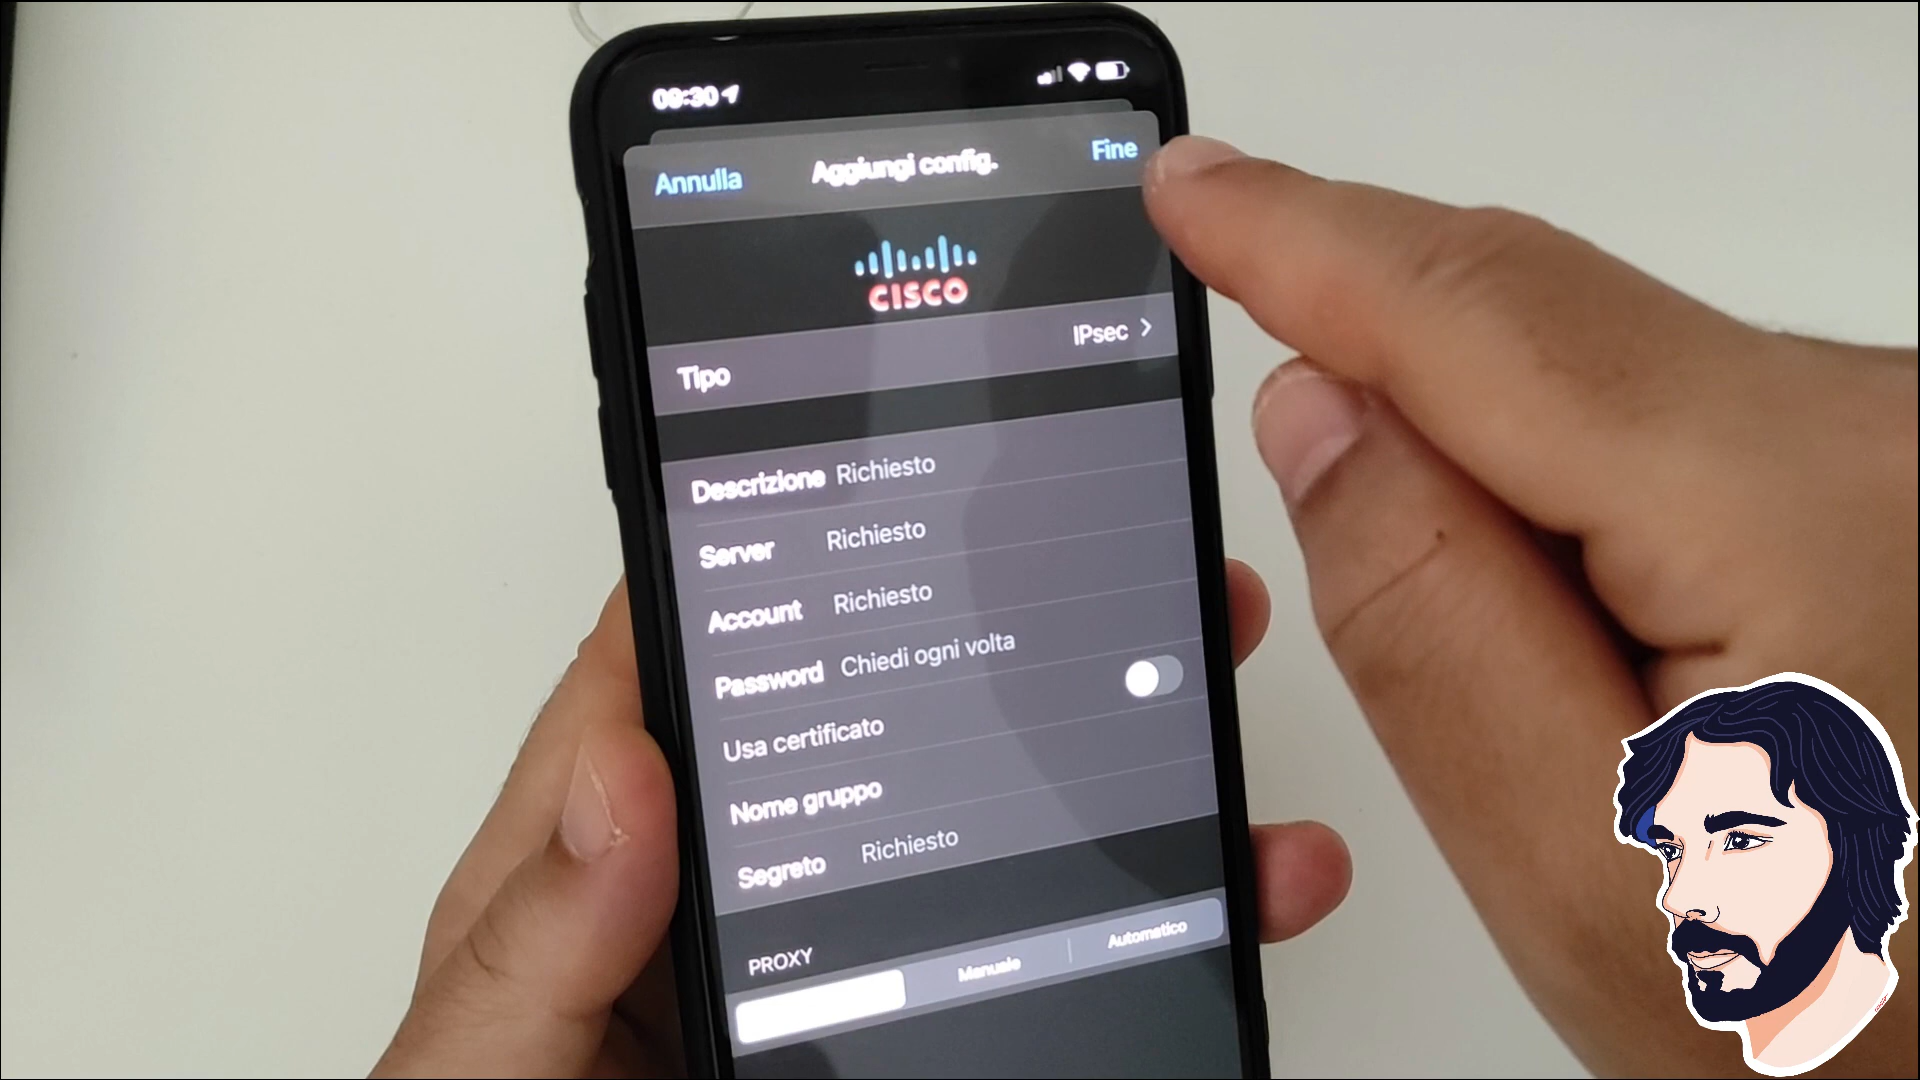 09:30
Annulla Aggiungi config. Fine
CISCO
Tipo IPsec
Descrizione Richiesto
Server Richiesto
Account Richiesto
Password Chiedi ogni volta
Usa certificato
Nome gruppo
Segreto Richiesto
PROXY
Manuale Automatico